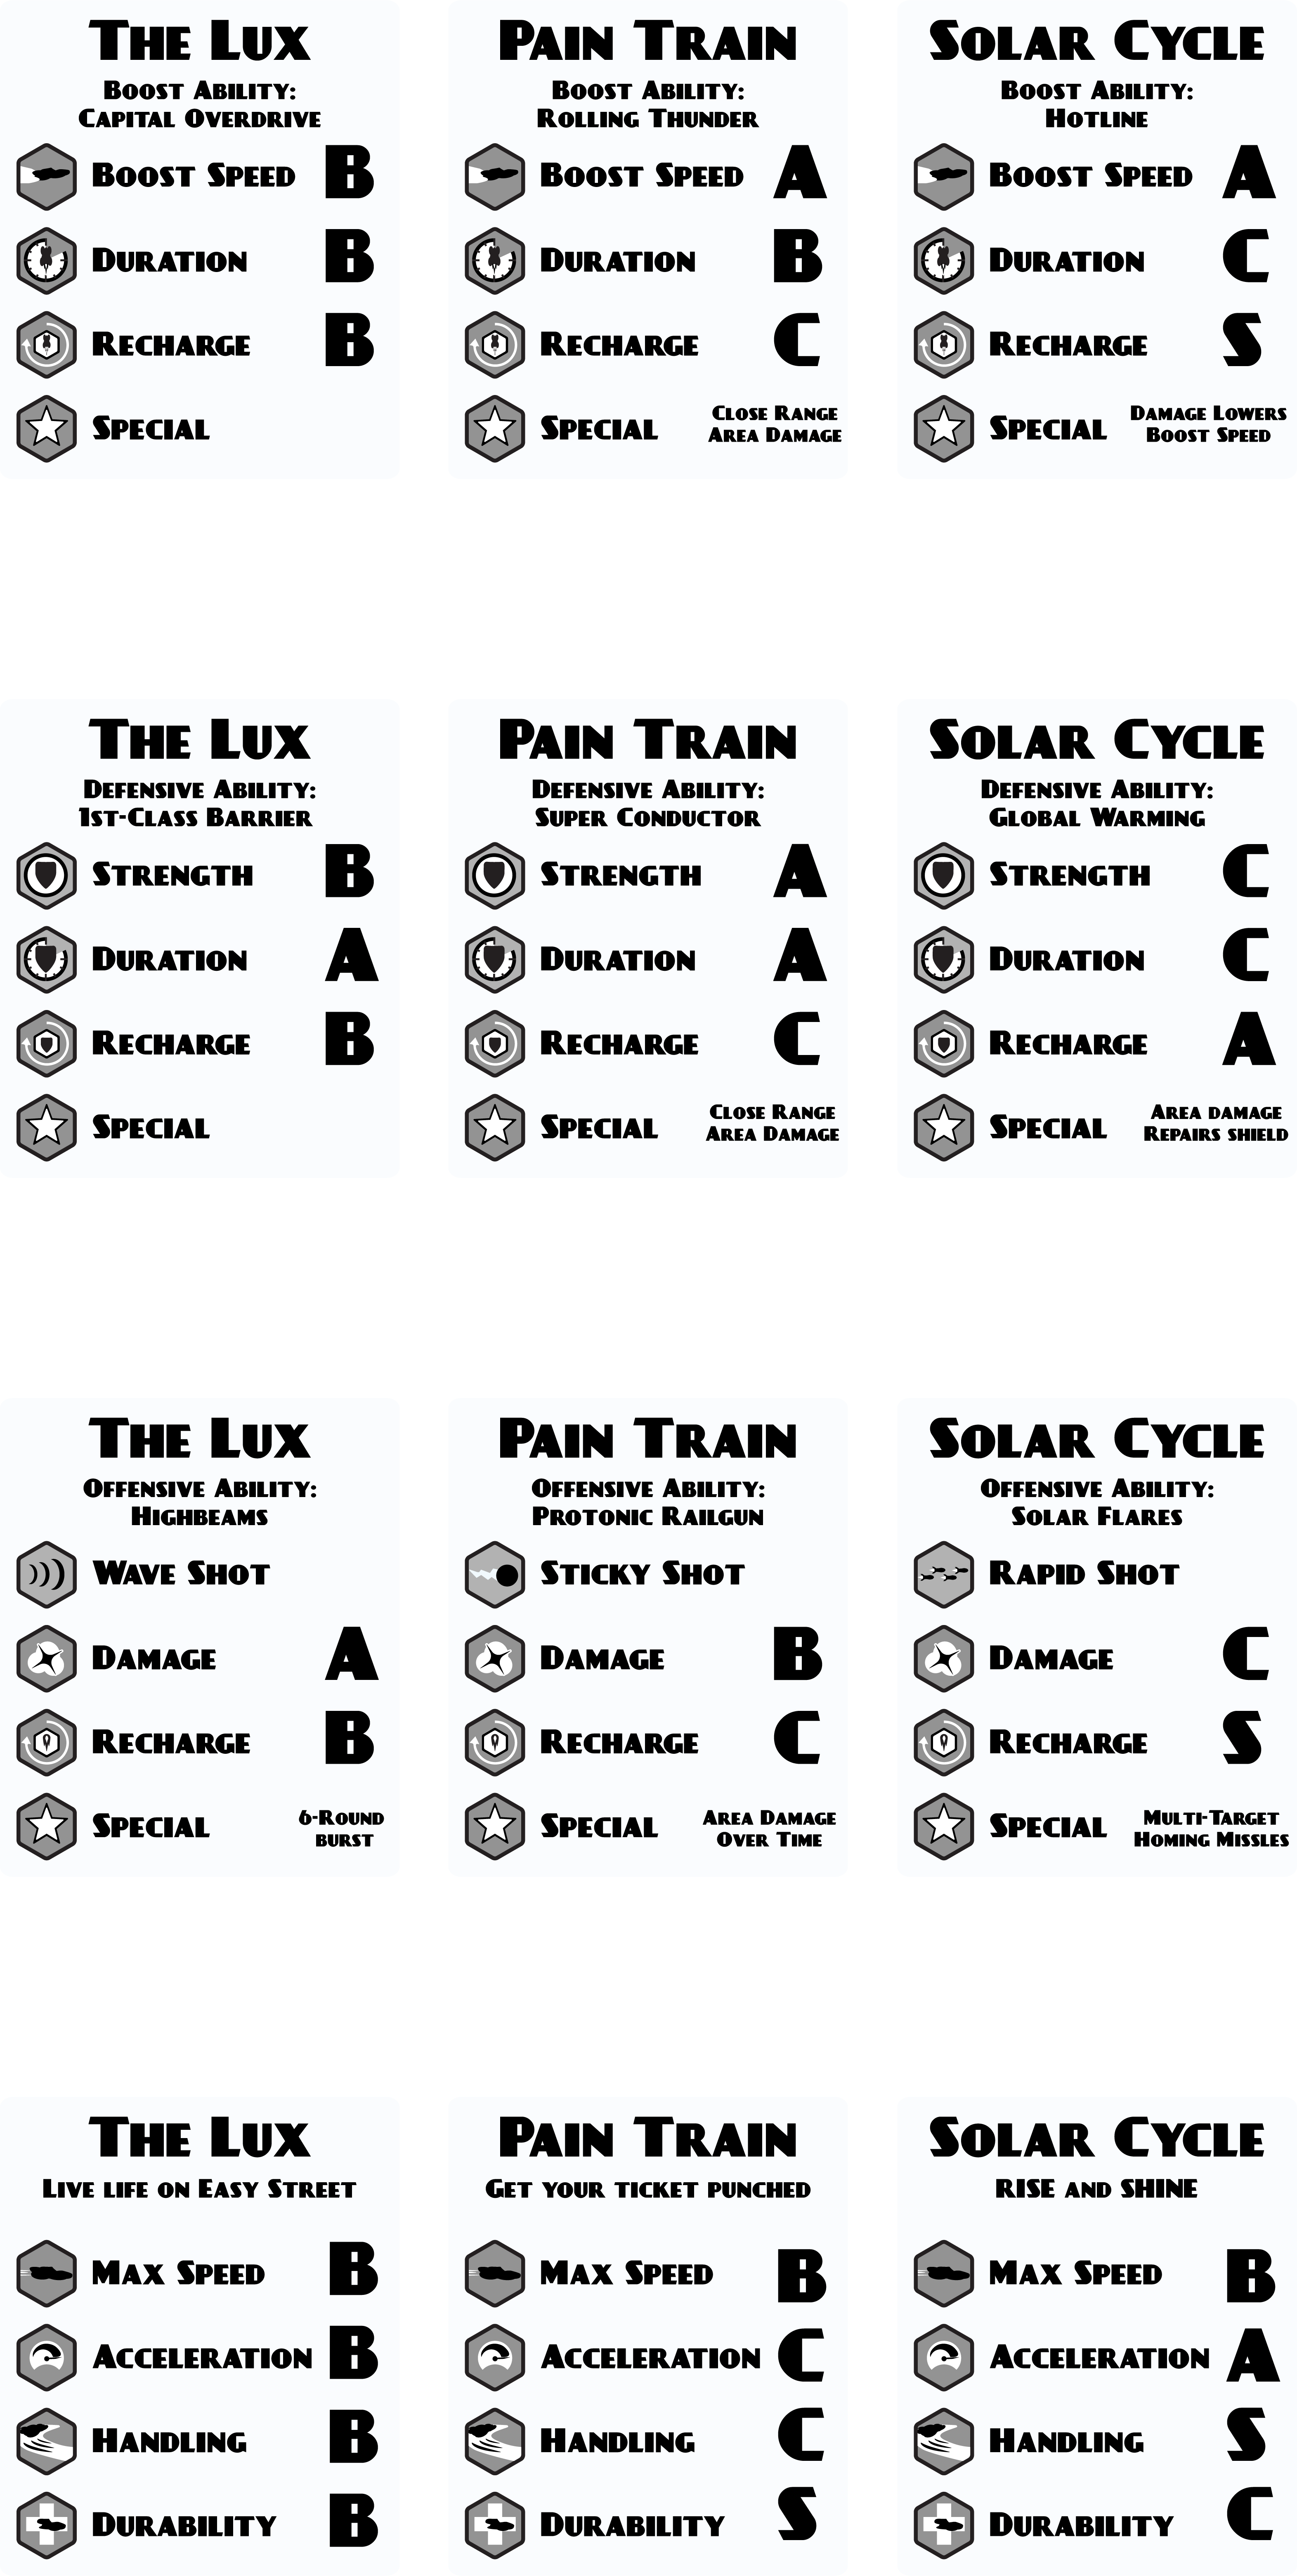 The Lux
Boost Ability:
Capital Overdrive
Boost Speed B
Duration B
Recharge B
Special
Pain Train
Boost Ability:
Rolling Thunder
Boost Speed A
Duration B
Recharge C
Special
Close Range
Area Damage
Solar Cycle
Boost Ability:
Hotline
Boost Speed A
Duration C
Recharge S
Special
Damage Lowers
Boost Speed
The Lux
Defensive Ability:
1st-Class Barrier
Strength B
Duration A
Recharge B
Special
Pain Train
Defensive Ability:
Super Conductor
Strength A
Duration A
Recharge C
Special
Close Range
Area Damage
Solar Cycle
Defensive Ability:
Global Warming
Strength C
Duration C
Recharge A
Special
Area damage
Repairs shield
The Lux
Offensive Ability:
Highbeams
Wave Shot
Damage A
Recharge B
Special
6-Round
burst
Pain Train
Offensive Ability:
Protonic Railgun
Sticky Shot
Damage B
Recharge C
Special
Area Damage
Over Time
Solar Cycle
Offensive Ability:
Solar Flares
Rapid Shot
Damage C
Recharge S
Special
Multi-Target
Homing Missles
The Lux
Live life on Easy Street
Max Speed B
Acceleration B
Handling B
Durability B
Pain Train
Get your ticket punched
Max Speed B
Acceleration C
Handling C
Durability S
Solar Cycle
RISE and SHINE
Max Speed B
Acceleration A
Handling S
Durability C